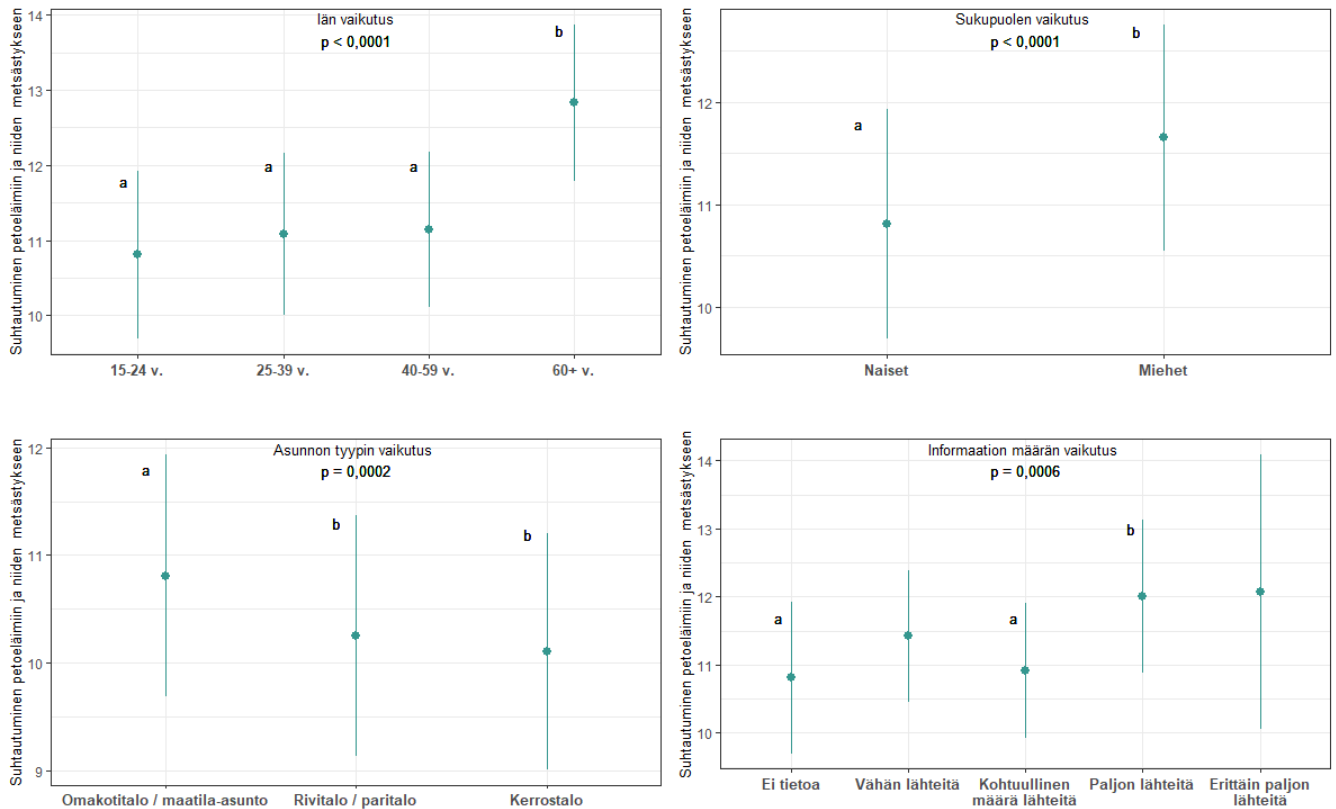 Iän vaikutus
p < 0,0001
Suhtautuminen petoeläimiin ja niiden metsästykseen
14
13
12
11
10
a
a
a
b
15-24 v.
25-39 v.
40-59 v.
60+ v.
Sukupuolen vaikutus
p < 0,0001
Suhtautuminen petoeläimiin ja niiden metsästykseen
12
11
10
a
b
Naiset
Miehet
Asunnon tyypin vaikutus
p = 0,0002
Suhtautuminen petoeläimiin ja niiden metsästykseen
12
11
10
9
a
b
b
Omakotitalo / maatila-asunto
Rivitalo / paritalo
Kerrostalo
Informaation määrän vaikutus
p = 0,0006
Suhtautuminen petoeläimiin ja niiden metsästykseen
14
13
12
11
10
a
a
b
Ei tietoa
Vähän lähteitä
Kohtuullinen
määrä lähteitä
Paljon lähteitä
Erittäin paljon
lähteitä